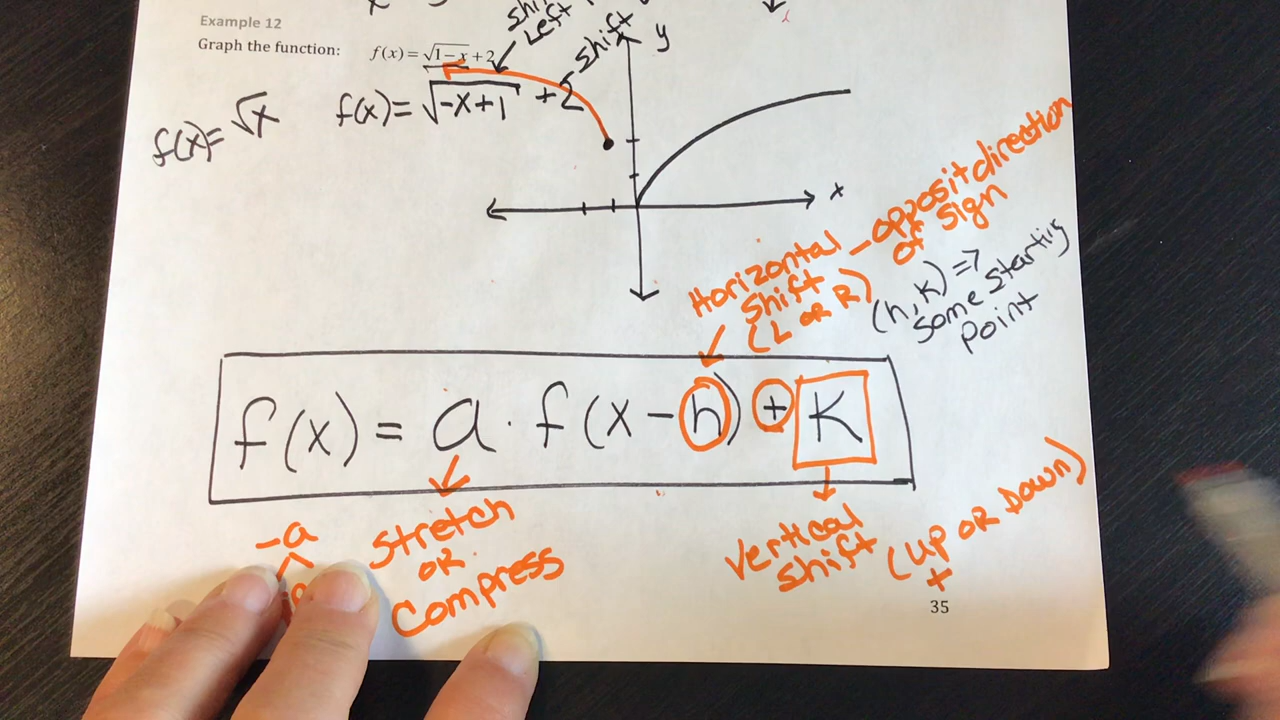 Example 12
Graph the function: f(x) = √1 – x + 2
Left
shift
y
f(x)= √x
f(x)= √-x+1 +2
x
Horizontal
shift
(L OR R)
- opposit direction
of sign
(h, K) =>
some starting
point
f(x) = a · f(x-h) + K
-a
Stretch
OR
Compress
Vertical
shift
(up OR DOWN)
+
35